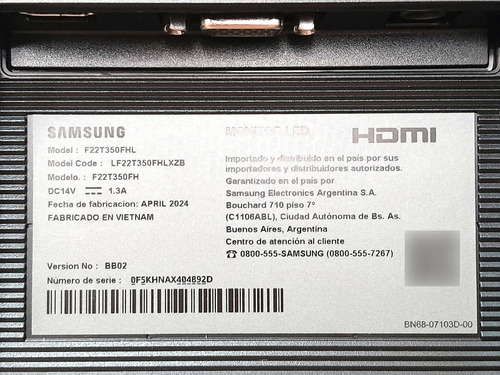 SAMSUNG
Model : F22T350FHL
Model Code : LF22T350FHLXZB
Modelo. : F22T350FH
DC14V ⎓ 1.3A
Fecha de fabricacion: APRIL 2024
FABRICADO EN VIETNAM
Version No : BB02
Número de serie : 0F5KHNAX404892D
MONITOR LED
HDMI
Importado y distribuido en el país por sus
importadores y distribuidores autorizados.
Garantizado en el país por:
Samsung Electronics Argentina S.A.
Bouchard 710 piso 7°
(C1106ABL), Ciudad Autónoma de Bs. As.
Buenos Aires, Argentina
Centro de atención al cliente
☎ 0800-555-SAMSUNG (0800-555-7267)
BN68-07103D-00